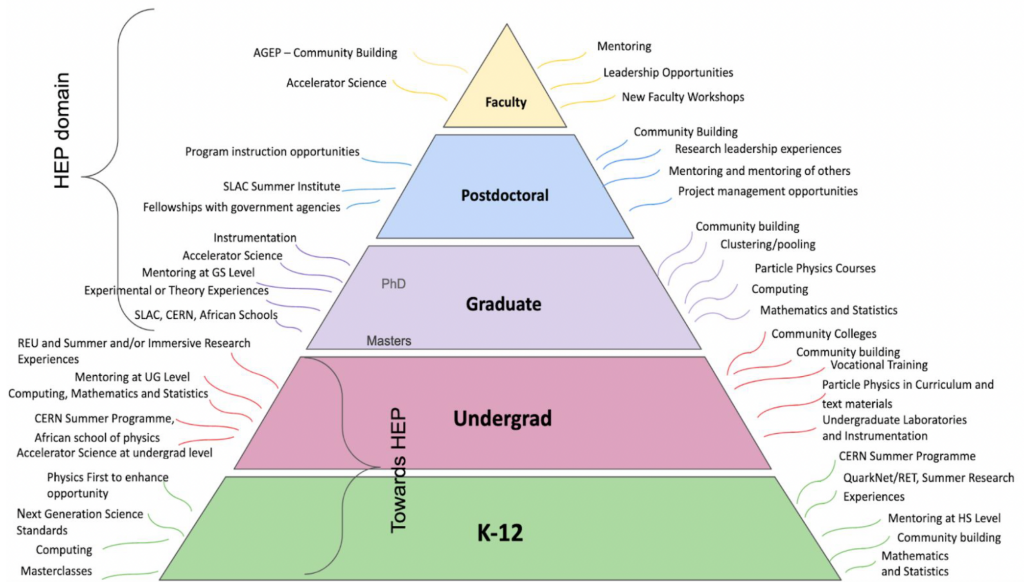 HEP domain
AGEP – Community Building
Accelerator Science
Faculty
Mentoring
Leadership Opportunities
New Faculty Workshops
Program instruction opportunities
SLAC Summer Institute
Fellowships with government agencies
Postdoctoral
Community Building
Research leadership experiences
Mentoring and mentoring of others
Project management opportunities
Instrumentation
Accelerator Science
Mentoring at GS Level
Experimental or Theory Experiences
SLAC, CERN, African Schools
PhD
Graduate
Masters
Community building
Clustering/pooling
Particle Physics Courses
Computing
Mathematics and Statistics
REU and Summer and/or Immersive Research
Experiences
Mentoring at UG Level
Computing, Mathematics and Statistics
CERN Summer Programme,
African school of physics
Accelerator Science at undergrad level
Undergrad
Towards HEP
Community Colleges
Community building
Vocational Training
Particle Physics in Curriculum and
text materials
Undergraduate Laboratories
and Instrumentation
Physics First to enhance
opportunity
Next Generation Science
Standards
Computing
Masterclasses
K-12
CERN Summer Programme
QuarkNet/RET, Summer Research
Experiences
Mentoring at HS Level
Community building
Mathematics
and Statistics